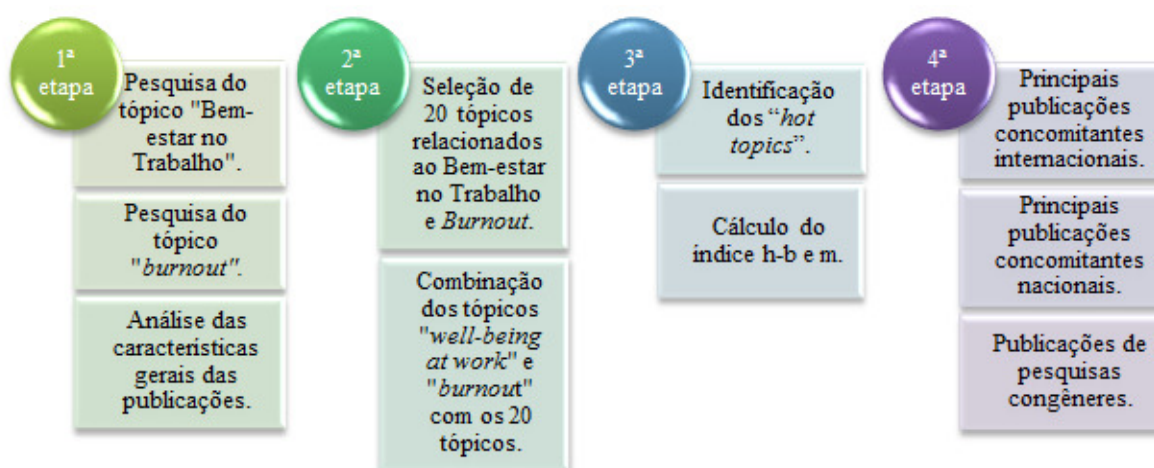 1ª
etapa
Pesquisa do
tópico "Bem-
estar no
Trabalho".
Pesquisa do
tópico
"burnout".
Análise das
características
gerais das
publicações.
2ª
etapa
Seleção de
20 tópicos
relacionados
ao Bem-estar
no Trabalho
e Burnout.
Combinação
dos tópicos
"well-being
at work" e
"burnout"
com os 20
tópicos.
3ª
etapa
Identificação
dos “hot
topics”.
Cálculo do
índice h-b e m.
4ª
etapa
Principais
publicações
concomitantes
internacionais.
Principais
publicações
concomitantes
nacionais.
Publicações de
pesquisas
congêneres.